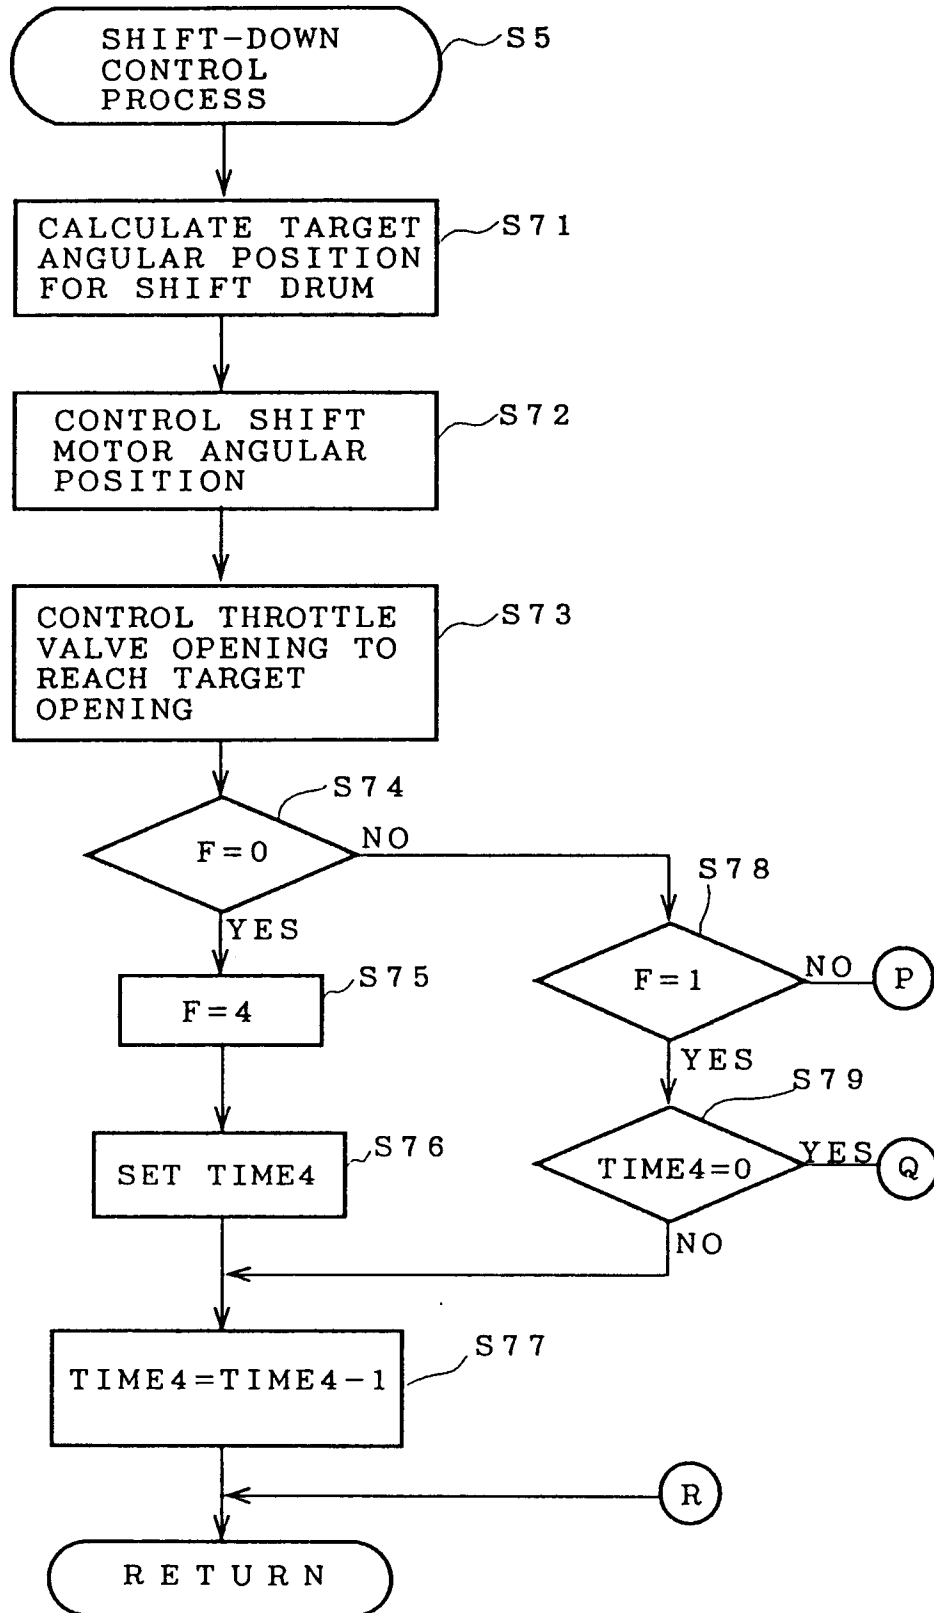 SHIFT-DOWN
CONTROL
PROCESS
S5
CALCULATE TARGET
ANGULAR POSITION
FOR SHIFT DRUM
S71
CONTROL SHIFT
MOTOR ANGULAR
POSITION
S72
CONTROL THROTTLE
VALVE OPENING TO
REACH TARGET
OPENING
S73
S74
F=0
NO
YES
S78
F=1
NO
P
YES
S75
F=4
S79
TIME4=0
YES
Q
NO
S76
SET TIME4
S77
TIME4=TIME4-1
R
RETURN